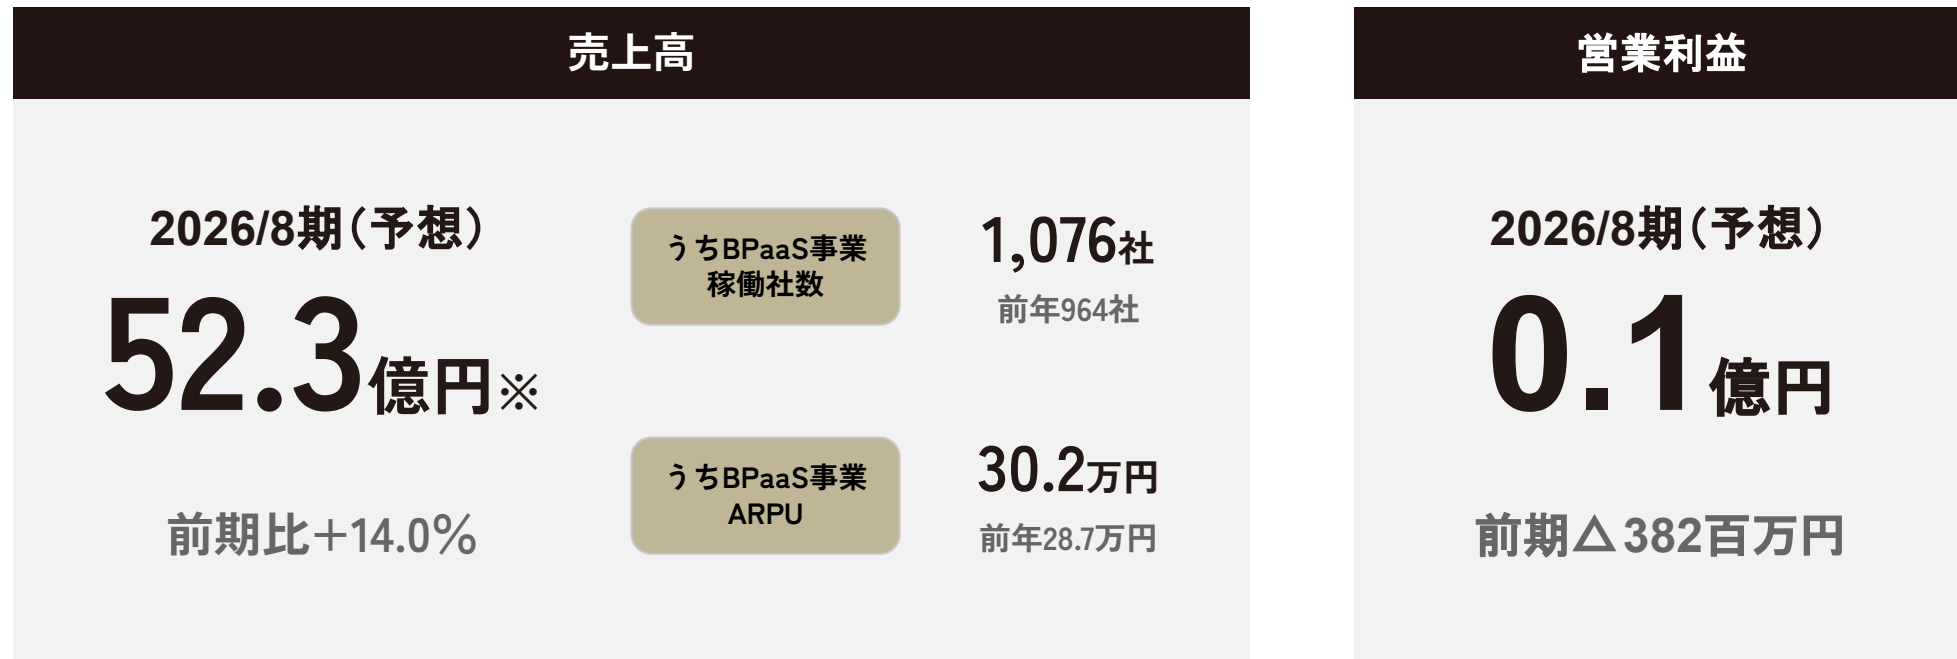 売上高
2026/8期（予想）
52.3億円※
前期比+14.0%
うちBPaaS事業
稼働社数
1,076社
前年964社
うちBPaaS事業
ARPU
30.2万円
前年28.7万円
営業利益
2026/8期（予想）
0.1億円
前期△382百万円